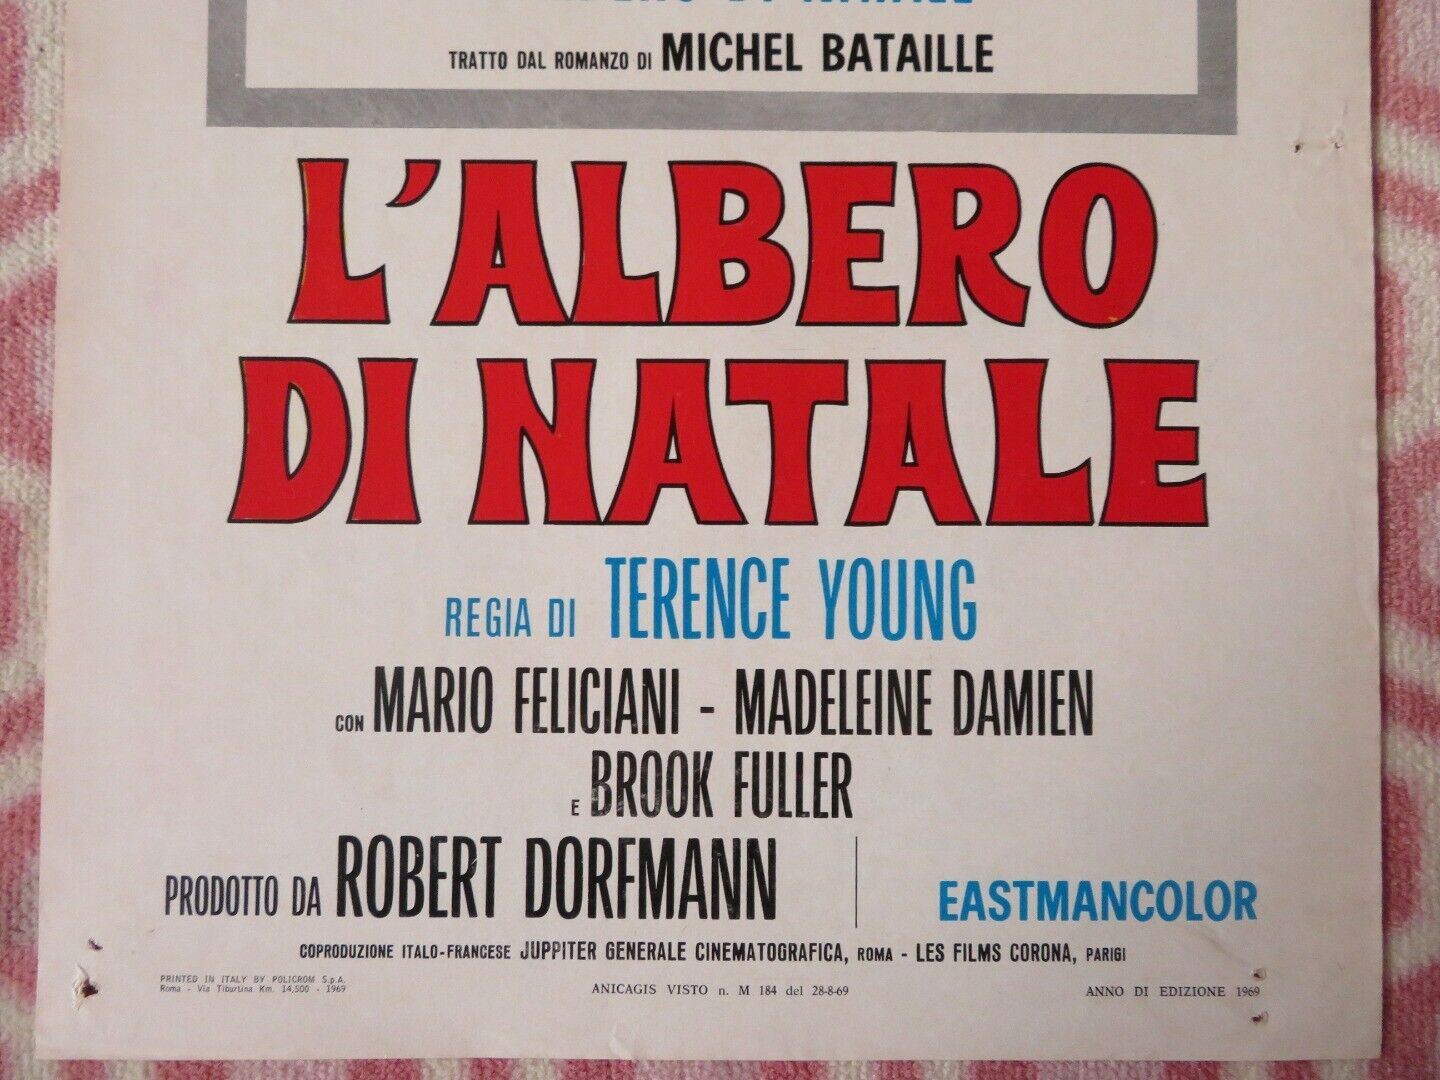 TRATTO DAL ROMANZO DI MICHEL BATAILLE
L'ALBERO
DI NATALE
REGIA DI TERENCE YOUNG
CON MARIO FELICIANI - MADELEINE DAMIEN
E BROOK FULLER
PRODOTTO DA ROBERT DORFMANN
EASTMANCOLOR
COPRODUZIONE ITALO-FRANCESE JUPPITER GENERALE CINEMATOGRAFICA, ROMA - LES FILMS CORONA, PARIGI
PRINTED IN ITALY BY POLICROM S.p.A.
Roma - Via Tiburtina Km. 14,500 - 1969
ANICAGIS VISTO n. M 184 del 28-8-69
ANNO DI EDIZIONE 1969